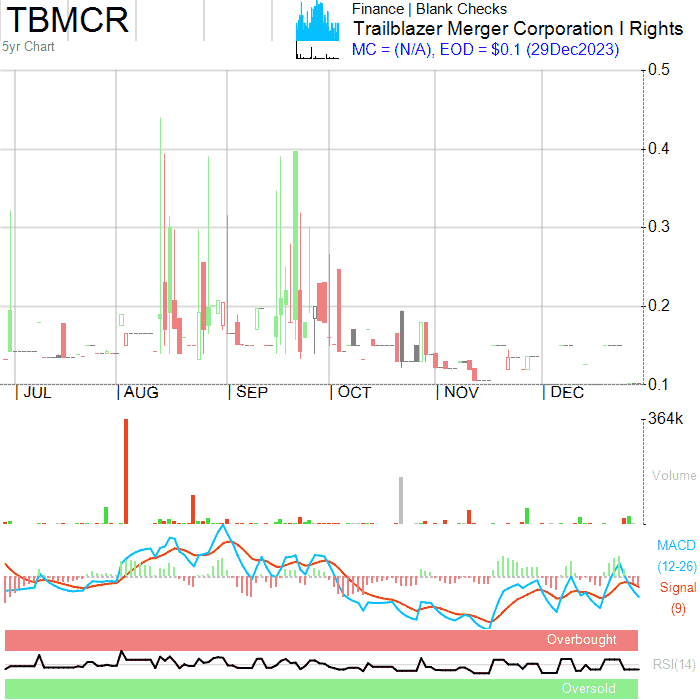 TBMCR
5yr Chart
Finance | Blank Checks
Trailblazer Merger Corporation I Rights
MC = (N/A), EOD = $0.1 (29Dec2023)
0.5
0.4
0.3
0.2
0.1
JUL AUG SEP OCT NOV DEC
364k
Volume
MACD
(12-26)
Signal
(9)
Overbought
RSI(14)
Oversold